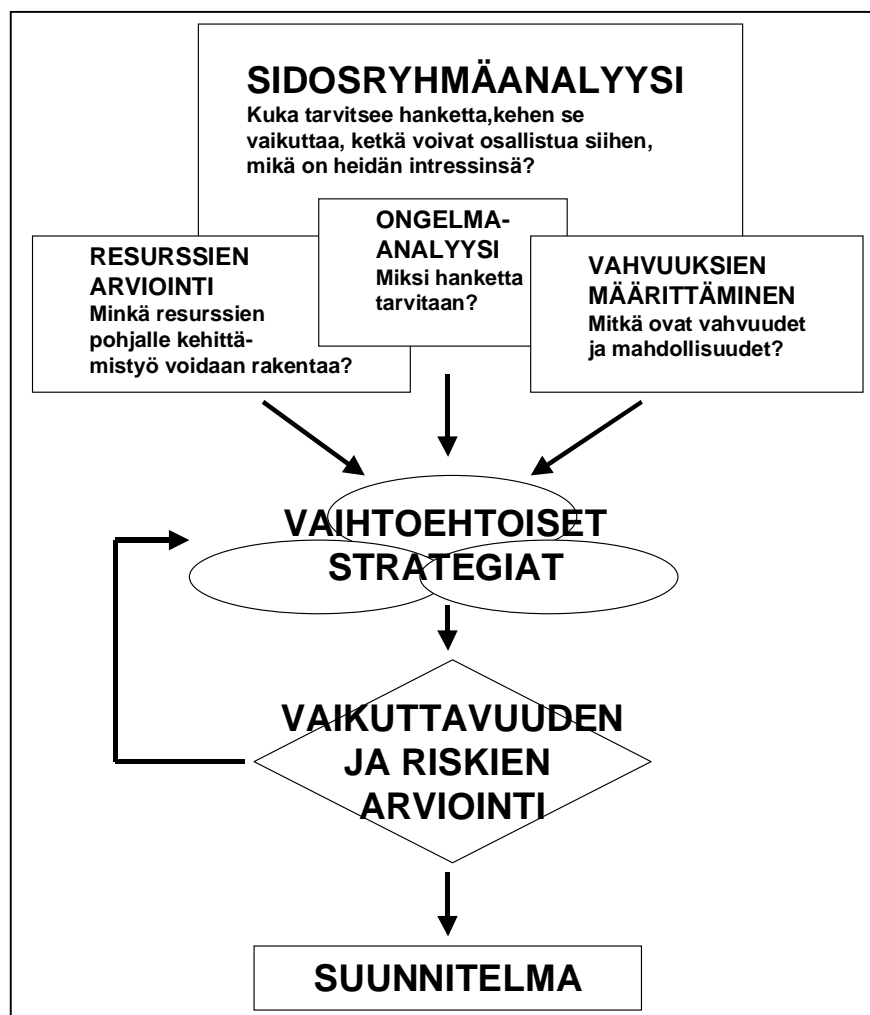 SIDOSRYHMÄANALYYSI
Kuka tarvitsee hanketta,kehen se
vaikuttaa, ketkä voivat osallistua siihen,
mikä on heidän intressinsä?
RESURSSIEN
ARVIOINTI
Minkä resurssien
pohjalle kehittä-
mistyö voidaan rakentaa?
ONGELMA-
ANALYYSI
Miksi hanketta
tarvitaan?
VAHVUUKSIEN
MÄÄRITTÄMINEN
Mitkä ovat vahvuudet
ja mahdollisuudet?
VAIHTOEHTOISET
STRATEGIAT
VAIKUTTAVUUDEN
JA RISKIEN
ARVIOINTI
SUUNNITELMA